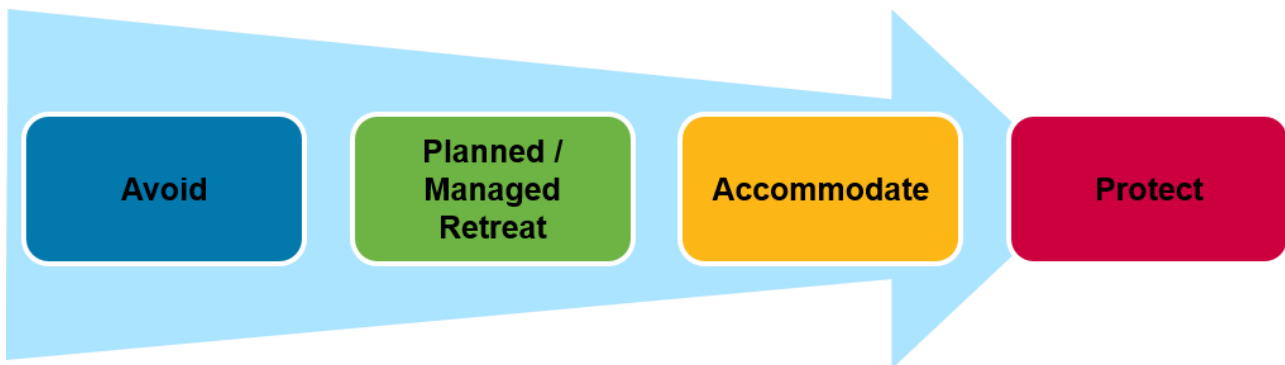 Avoid
Planned /
Managed
Retreat
Accommodate
Protect